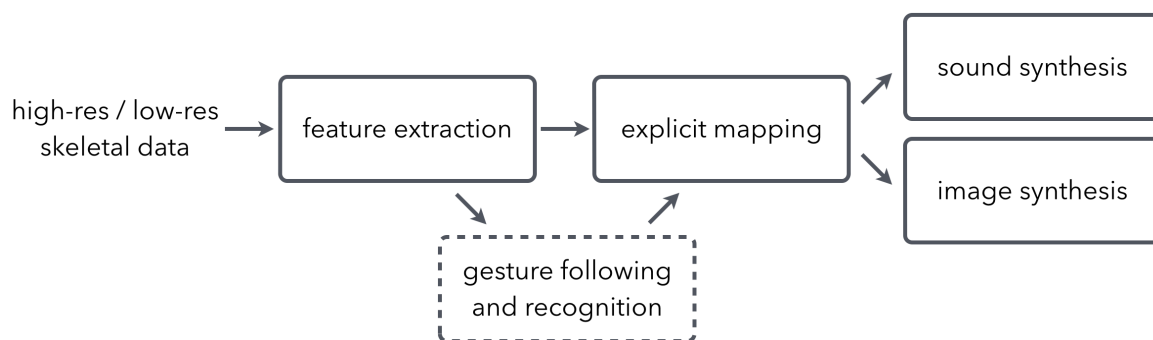 high-res / low-res
skeletal data
feature extraction
explicit mapping
sound synthesis
image synthesis
gesture following
and recognition